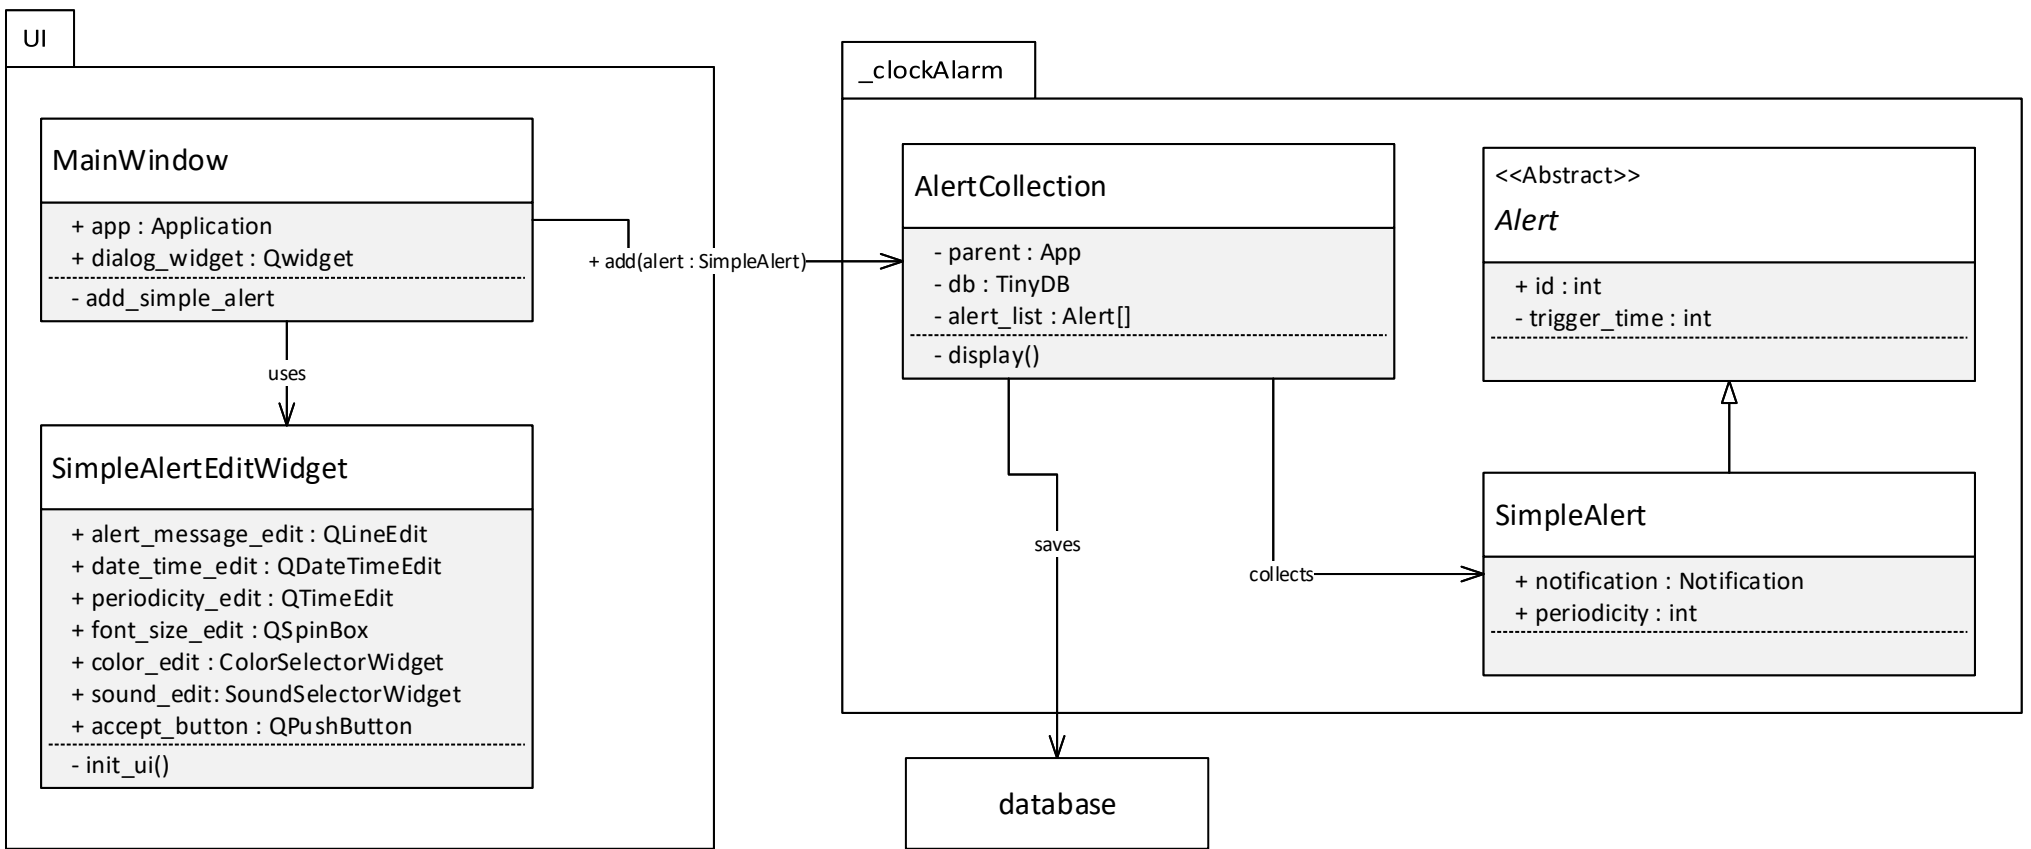 UI
MainWindow
+ app : Application
+ dialog_widget : Qwidget
- add_simple_alert
uses
SimpleAlertEditWidget
+ alert_message_edit : QLineEdit
+ date_time_edit : QDateTimeEdit
+ periodicity_edit : QTimeEdit
+ font_size_edit : QSpinBox
+ color_edit : ColorSelectorWidget
+ sound_edit: SoundSelectorWidget
+ accept_button : QPushButton
- init_ui()
+ add(alert : SimpleAlert)
_clockAlarm
AlertCollection
- parent : App
- db : TinyDB
- alert_list : Alert[]
- display()
saves
collects
<<Abstract>>
Alert
+ id : int
- trigger_time : int
SimpleAlert
+ notification : Notification
+ periodicity : int
database